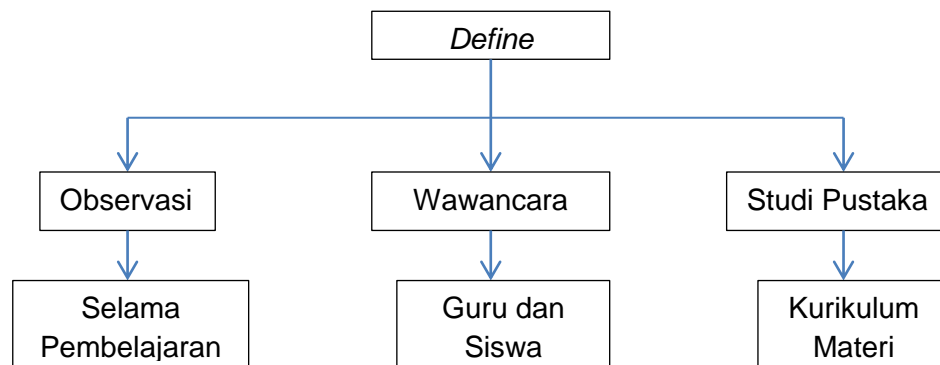 Define
Observasi
Wawancara
Studi Pustaka
Selama
Pembelajaran
Guru dan
Siswa
Kurikulum
Materi